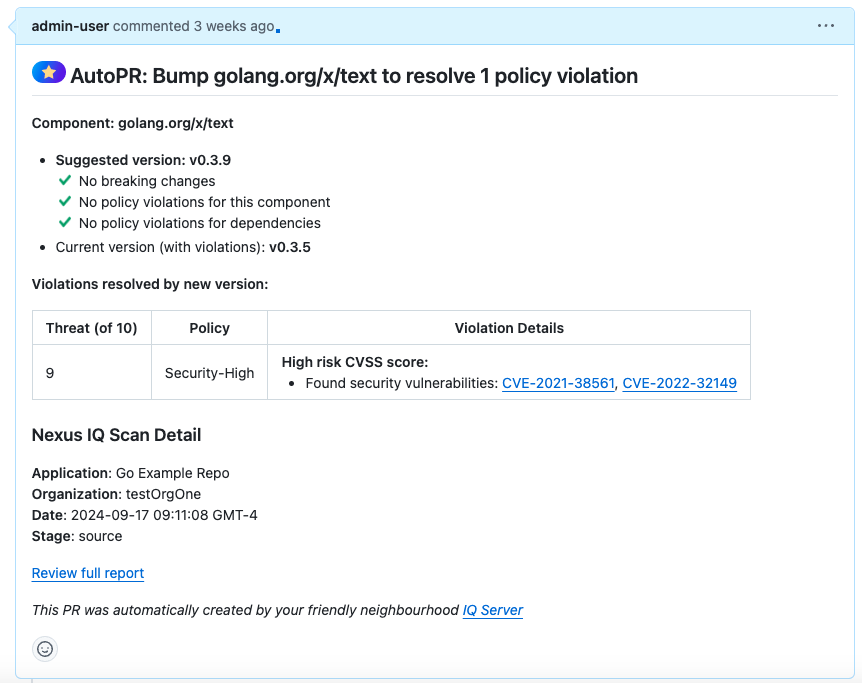 admin-user commented 3 weeks ago
AutoPR: Bump golang.org/x/text to resolve 1 policy violation
Component: golang.org/x/text
Suggested version: v0.3.9
No breaking changes
No policy violations for this component
No policy violations for dependencies
Current version (with violations): v0.3.5
Violations resolved by new version:
Threat (of 10) Policy Violation Details
9 Security-High High risk CVSS score:
Found security vulnerabilities: CVE-2021-38561, CVE-2022-32149
Nexus IQ Scan Detail
Application: Go Example Repo
Organization: testOrgOne
Date: 2024-09-17 09:11:08 GMT-4
Stage: source
Review full report
This PR was automatically created by your friendly neighbourhood IQ Server